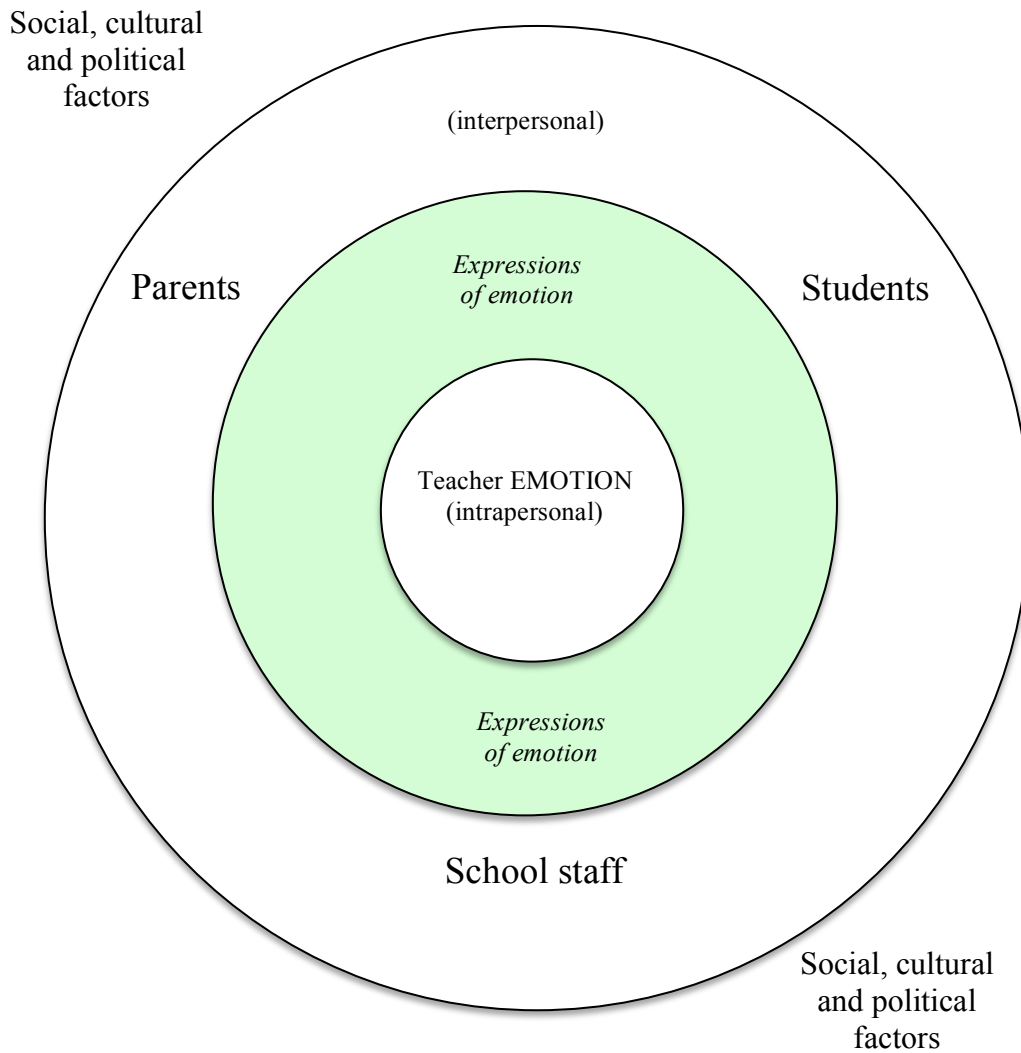 Social, cultural
and political
factors
(interpersonal)
Expressions
of emotion
Parents
Students
Teacher EMOTION
(intrapersonal)
Expressions
of emotion
School staff
Social, cultural
and political
factors